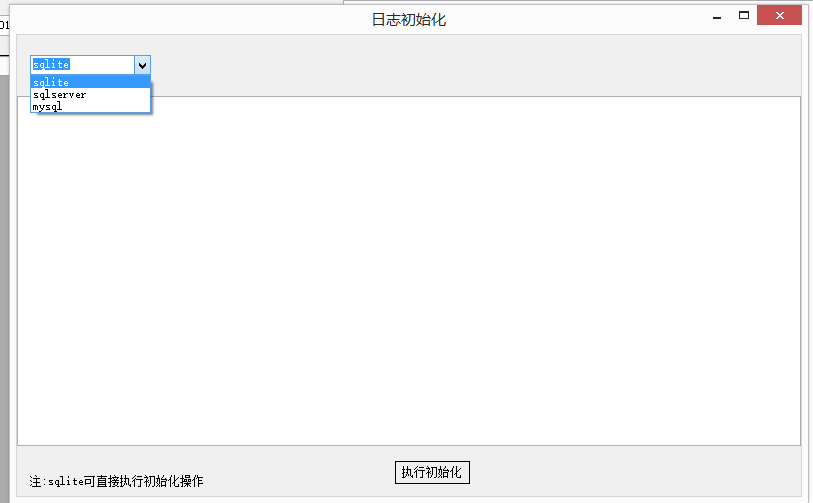 01
日志初始化
sqlite
sqlite
sqlserver
mysql
注:sqlite可直接执行初始化操作
执行初始化